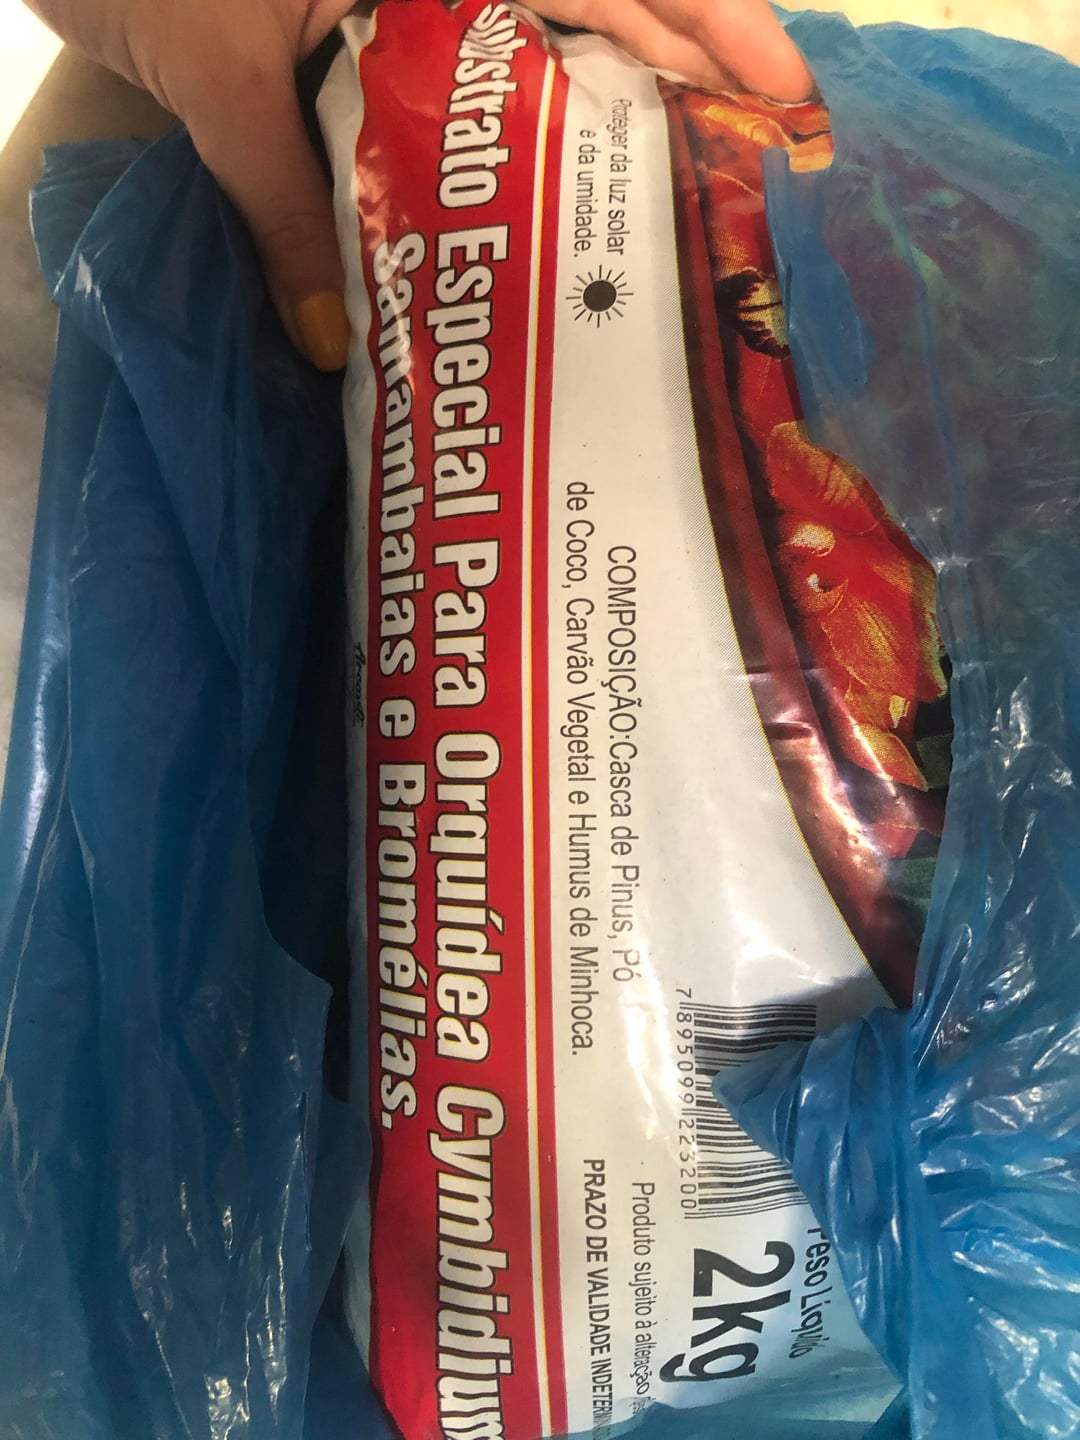 Substrato Especial Para Orquídea Cymbidium
Samambaias e Bromélias.
Proteger da luz solar
e da umidade.
COMPOSIÇÃO:Casca de Pinus, Pó
de Coco, Carvão Vegetal e Humus de Minhoca.
Produto sujeito à alteração
PRAZO DE VALIDADE
7 895099 223200
Peso Líquido
2kg